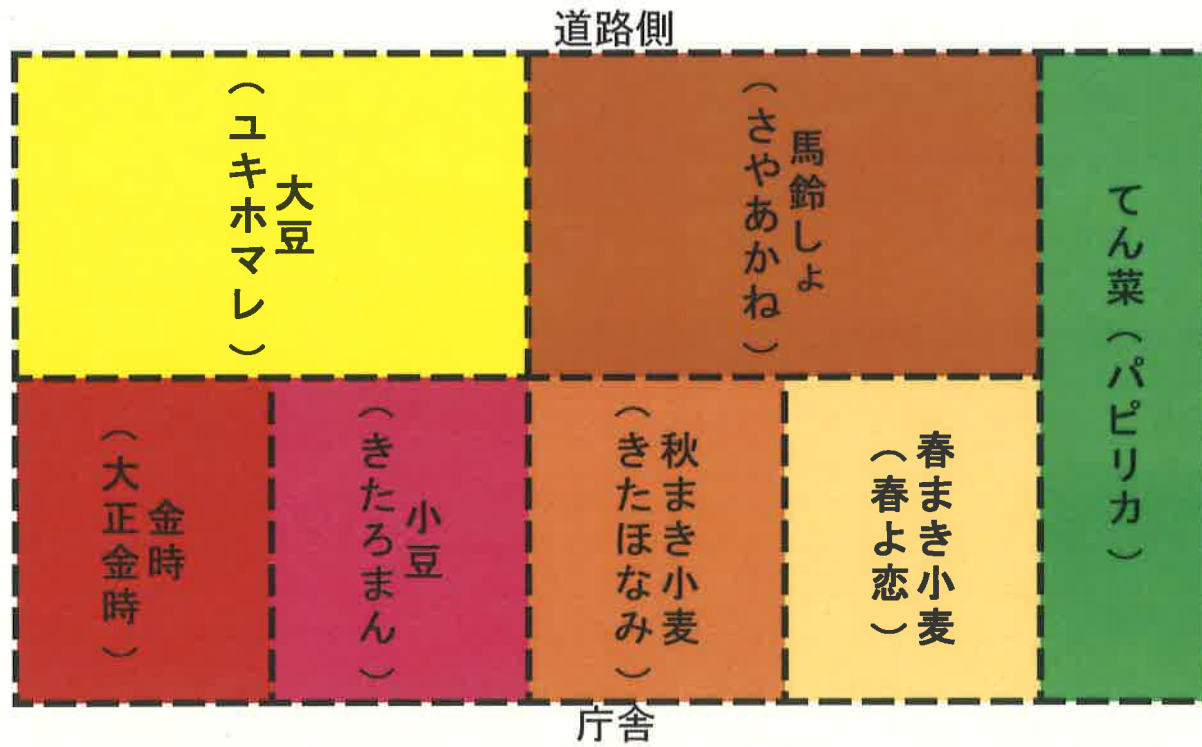 道路側
大豆
（ユキホマレ）
馬鈴しょ
（さやあかね）
てん菜（パピリカ）
金時
（大正金時）
小豆
（きたろまん）
秋まき小麦
（きたほなみ）
春まき小麦
（春よ恋）
庁舎